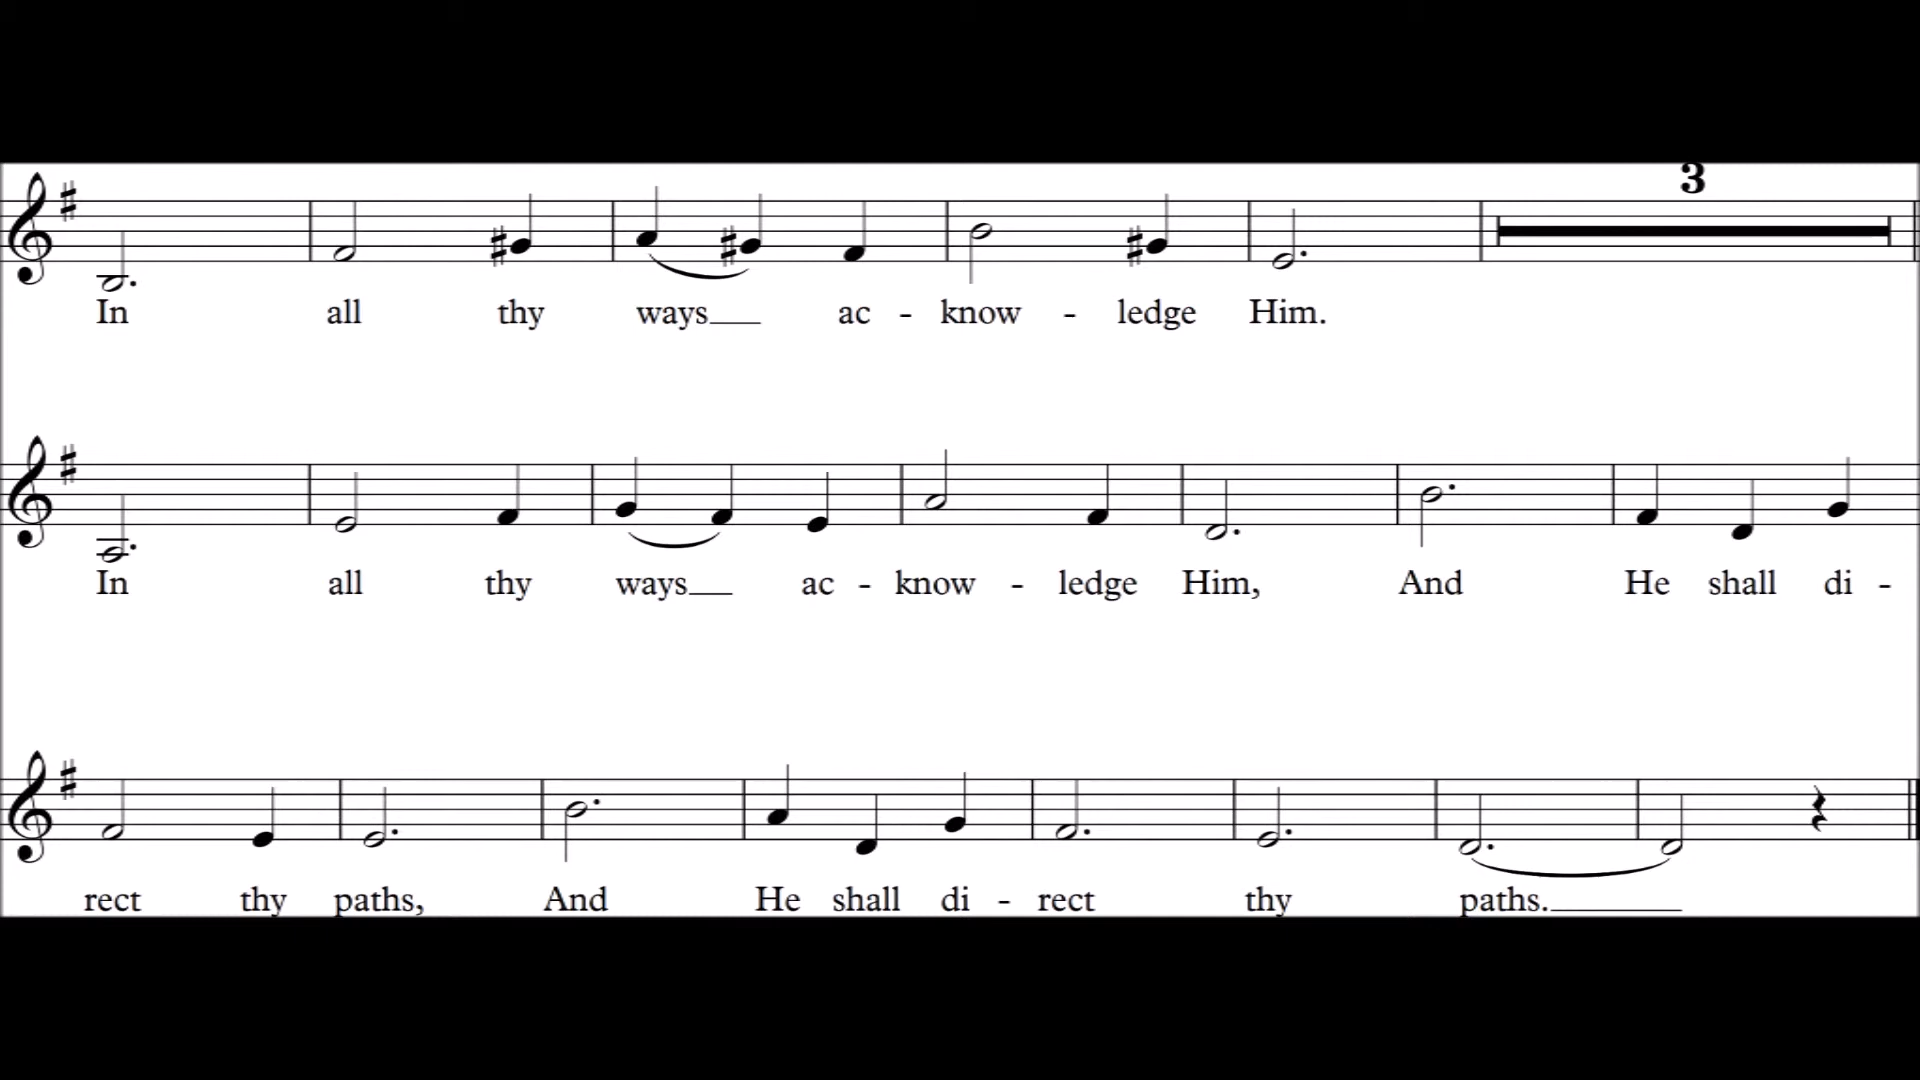 3
In all thy ways ac - know - ledge Him.
In all thy ways ac - know - ledge Him, And He shall di -
rect thy paths, And He shall di - rect thy paths.